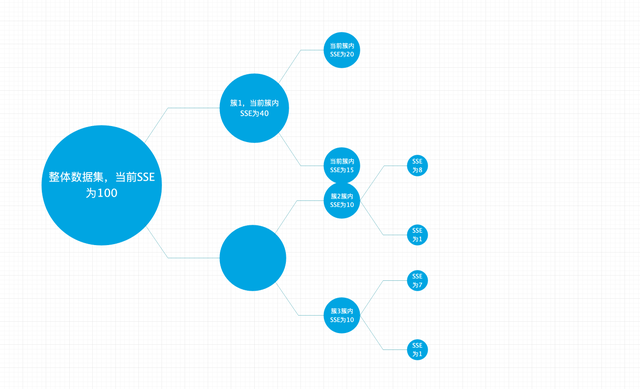 整体数据集，当前SSE
为100
簇1，当前簇内
SSE为40
当前簇内
SSE为20
当前簇内
SSE为15
簇2簇内
SSE为10
SSE
为8
SSE
为1
簇3簇内
SSE为10
SSE
为7
SSE
为1